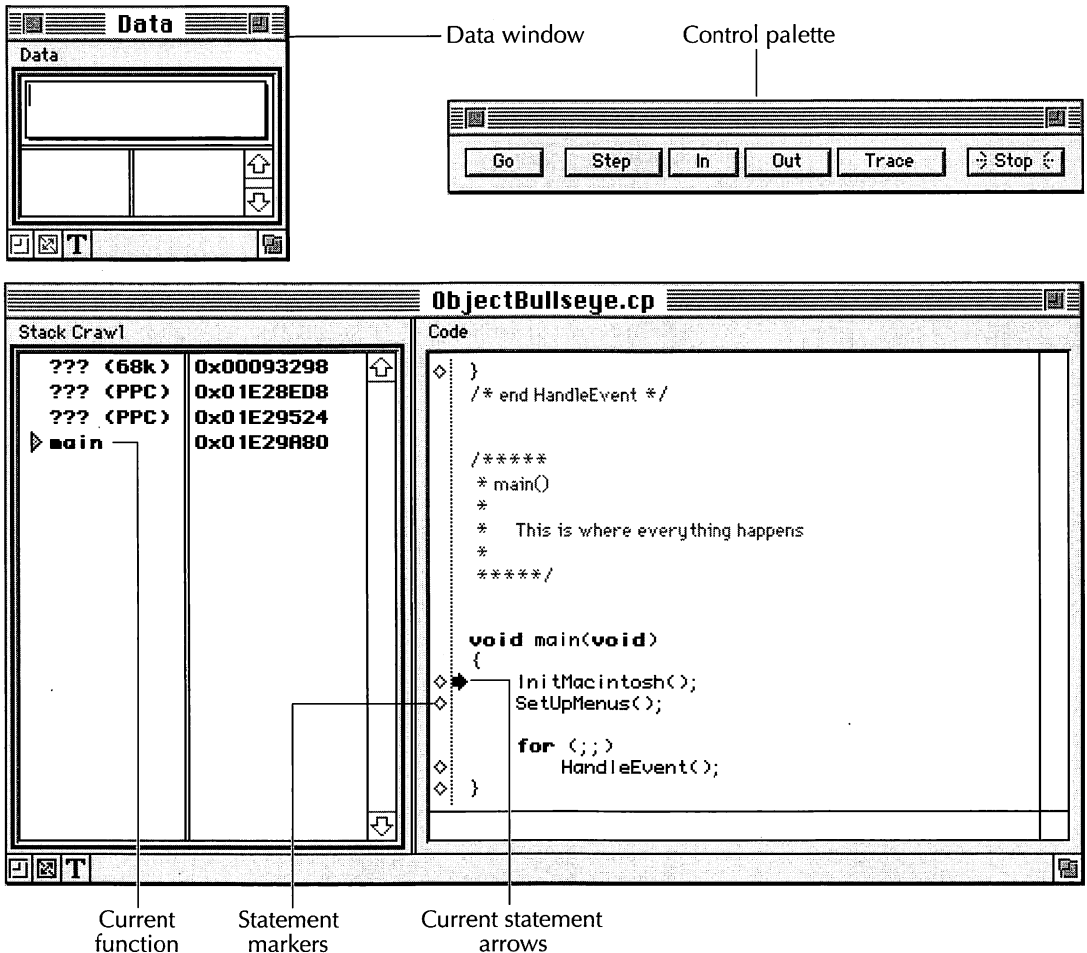 Data
Data window
Control palette
Data
Go Step In Out Trace Stop
T
ObjectBullseye.cp
Stack Crawl
Code
??? (68k) 0x00093298
??? (PPC) 0x01E28ED8
??? (PPC) 0x01E29524
main 0x01E29A80
}
/* end HandleEvent */
/*****
* main()
*
* This is where everything happens
*
*****/
void main(void)
{
InitMacintosh();
SetUpMenus();
for (;;)
HandleEvent();
}
T
Current function
Statement markers
Current statement arrows